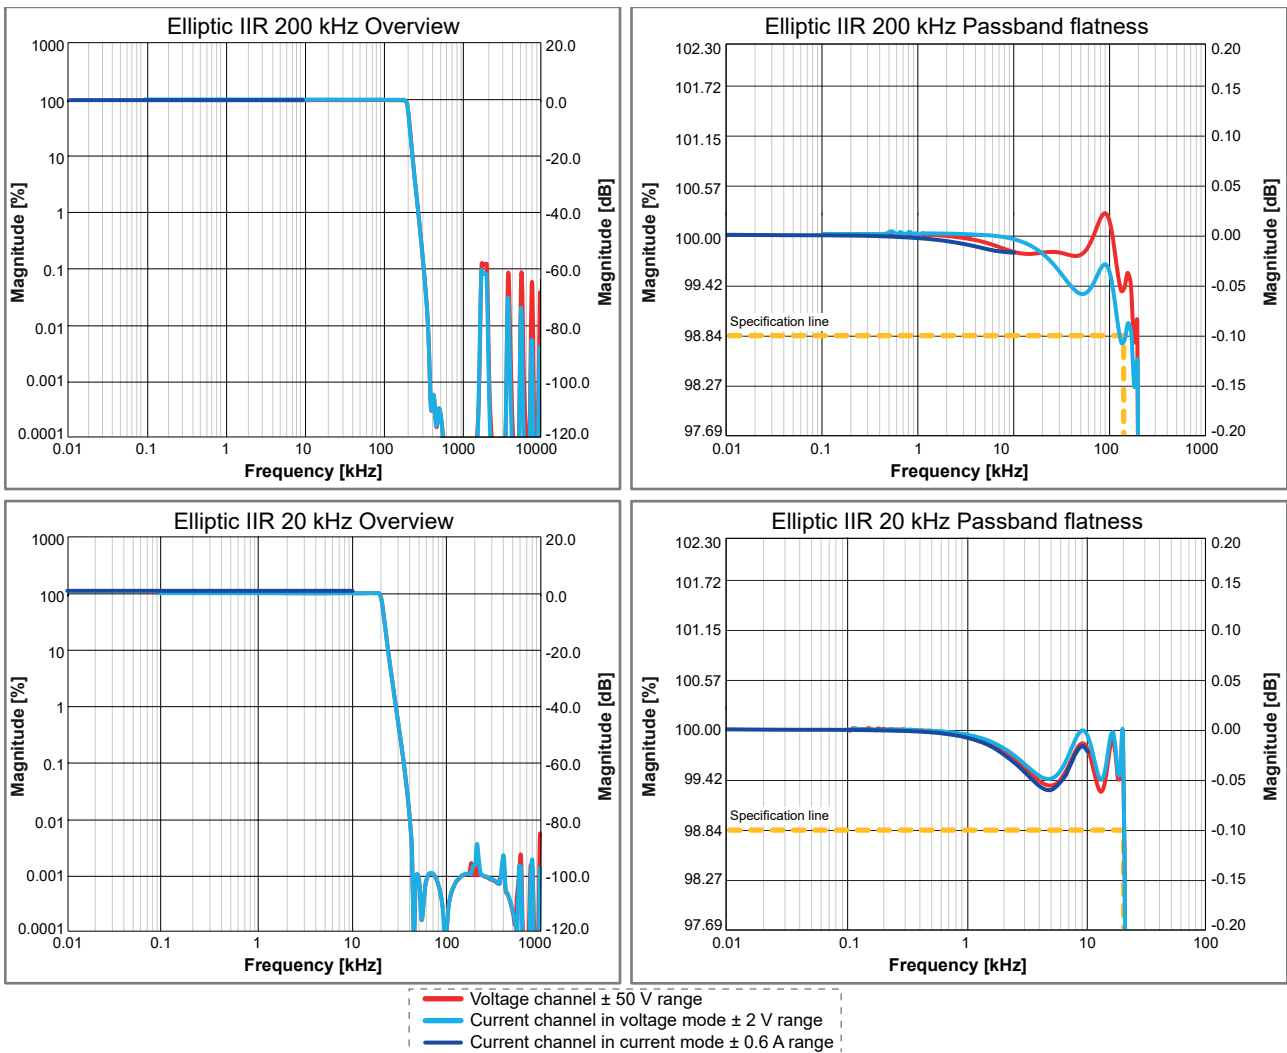 Elliptic IIR 200 kHz Overview
1000
100
10
1
0.1
0.01
0.001
0.0001
Magnitude [%]
20.0
0.0
-20.0
-40.0
-60.0
-80.0
-100.0
-120.0
Magnitude [dB]
0.01 0.1 1 10 100 1000 10000
Frequency [kHz]
Elliptic IIR 200 kHz Passband flatness
102.30
101.72
101.15
100.57
100.00
99.42
98.84
98.27
97.69
Magnitude [%]
Specification line
0.20
0.15
0.10
0.05
0.00
-0.05
-0.10
-0.15
-0.20
Magnitude [dB]
0.01 0.1 1 10 100 1000
Frequency [kHz]
Elliptic IIR 20 kHz Overview
1000
100
10
1
0.1
0.01
0.001
0.0001
Magnitude [%]
20.0
0.0
-20.0
-40.0
-60.0
-80.0
-100.0
-120.0
Magnitude [dB]
0.01 0.1 1 10 100 1000
Frequency [kHz]
Elliptic IIR 20 kHz Passband flatness
102.30
101.72
101.15
100.57
100.00
99.42
98.84
98.27
97.69
Magnitude [%]
Specification line
0.20
0.15
0.10
0.05
0.00
-0.05
-0.10
-0.15
-0.20
Magnitude [dB]
0.01 0.1 1 10 100
Frequency [kHz]
Voltage channel ± 50 V range
Current channel in voltage mode ± 2 V range
Current channel in current mode ± 0.6 A range